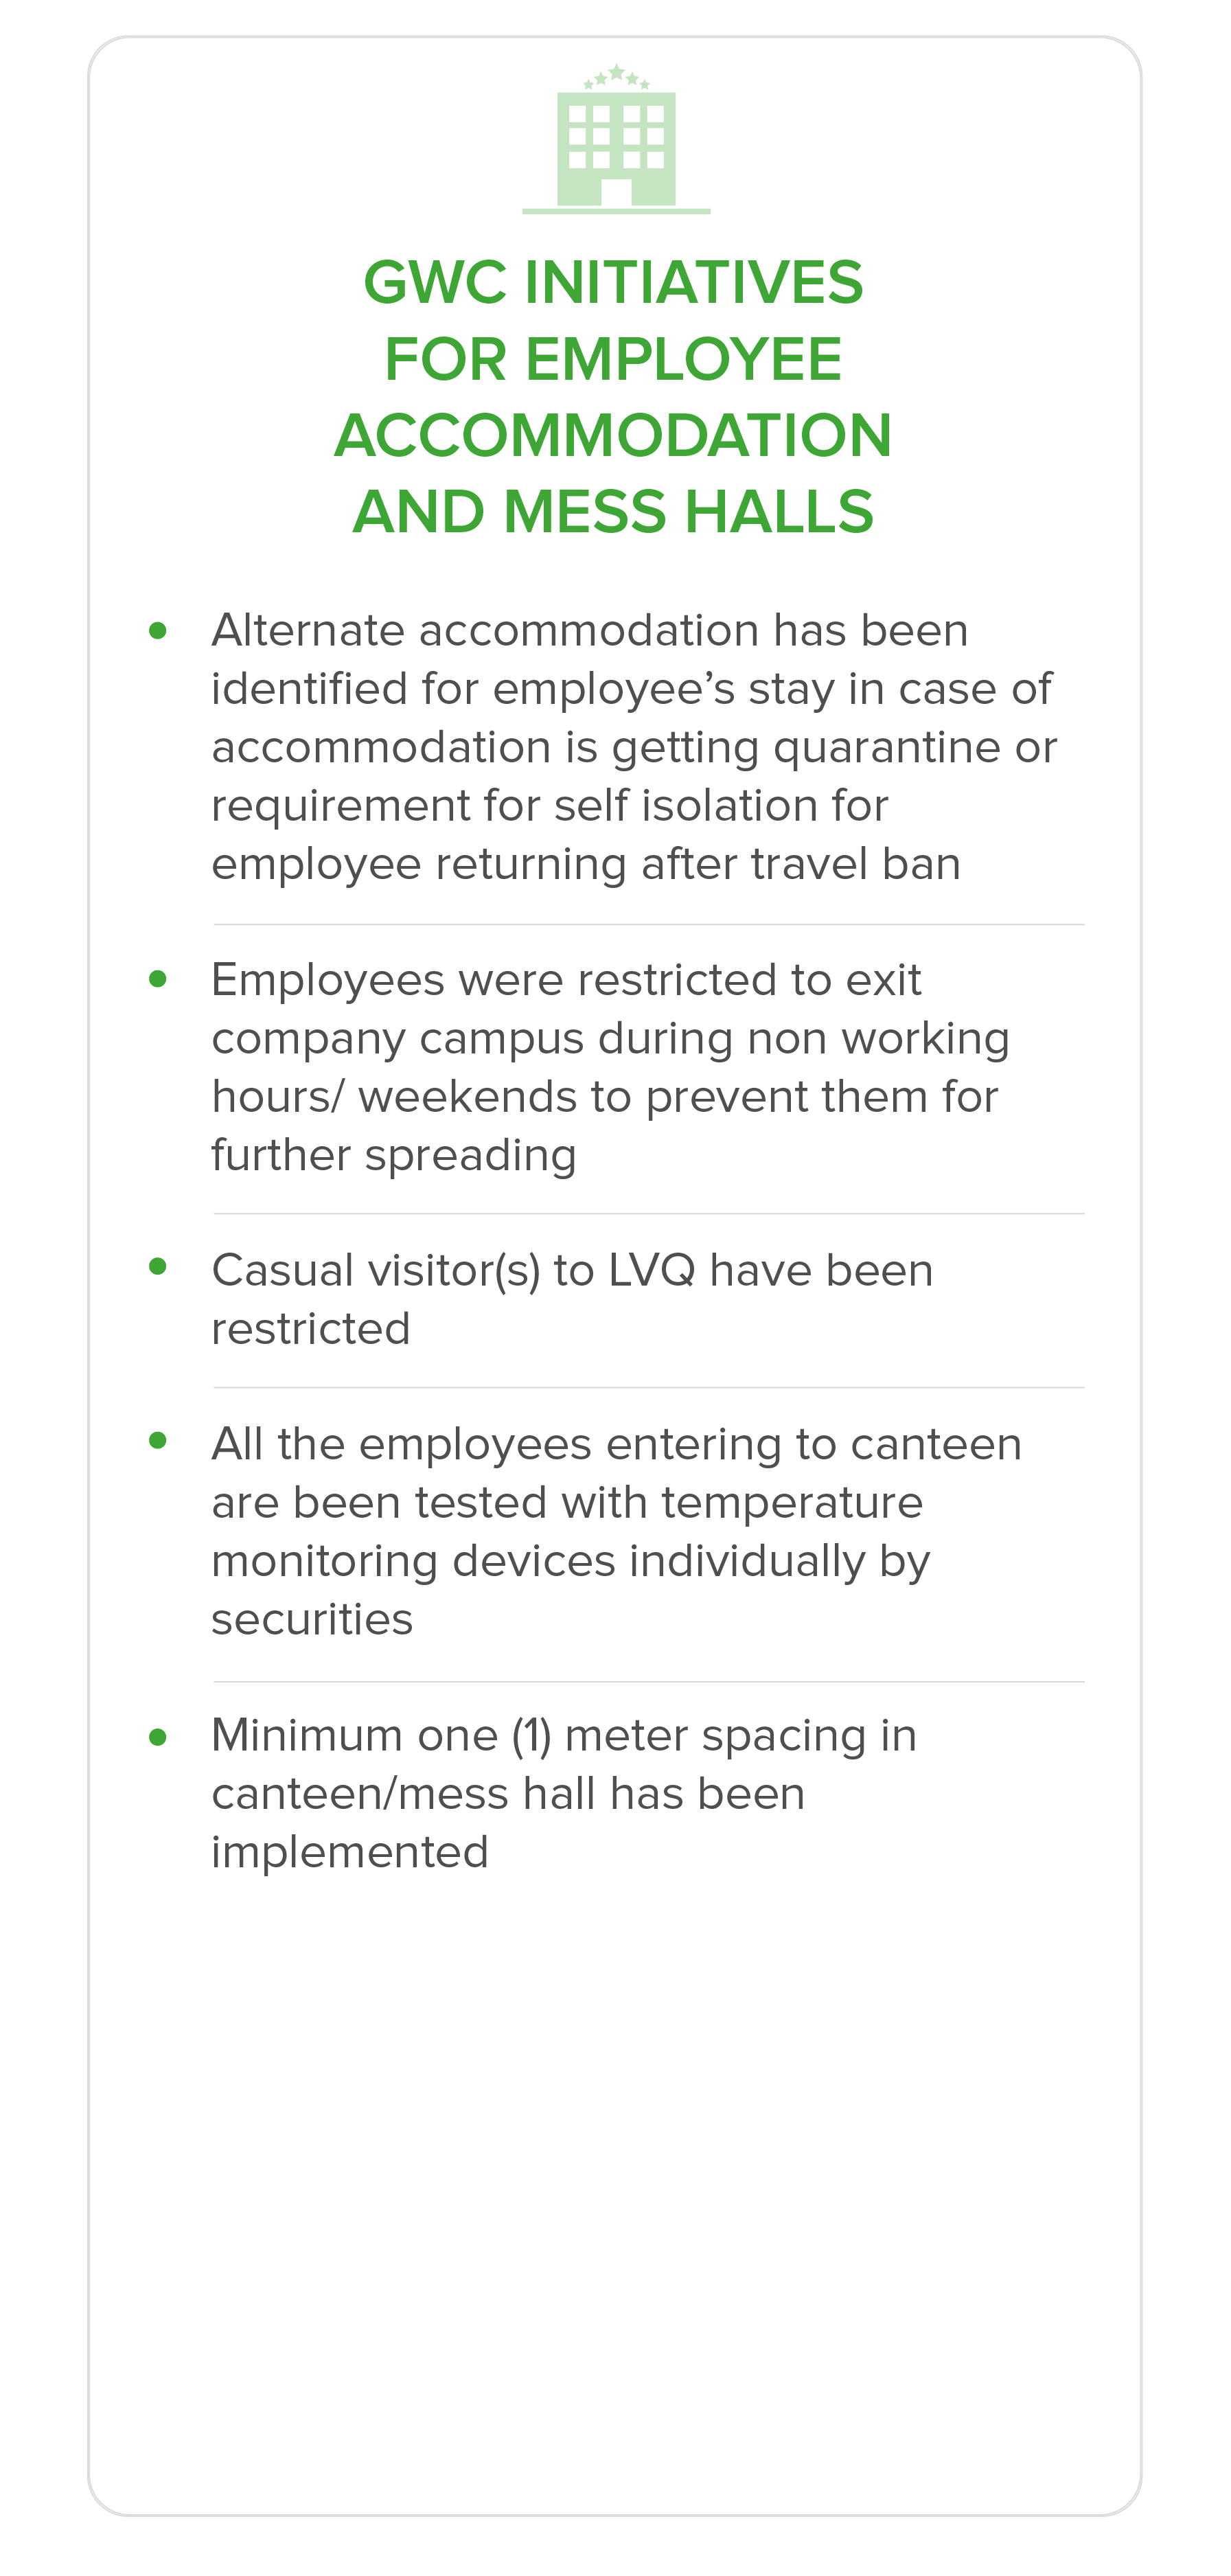 GWC INITIATIVES
FOR EMPLOYEE
ACCOMMODATION
AND MESS HALLS
• Alternate accommodation has been
identified for employee’s stay in case of
accommodation is getting quarantine or
requirement for self isolation for
employee returning after travel ban
• Employees were restricted to exit
company campus during non working
hours/ weekends to prevent them for
further spreading
• Casual visitor(s) to LVQ have been
restricted
• All the employees entering to canteen
are been tested with temperature
monitoring devices individually by
securities
• Minimum one (1) meter spacing in
canteen/mess hall has been
implemented